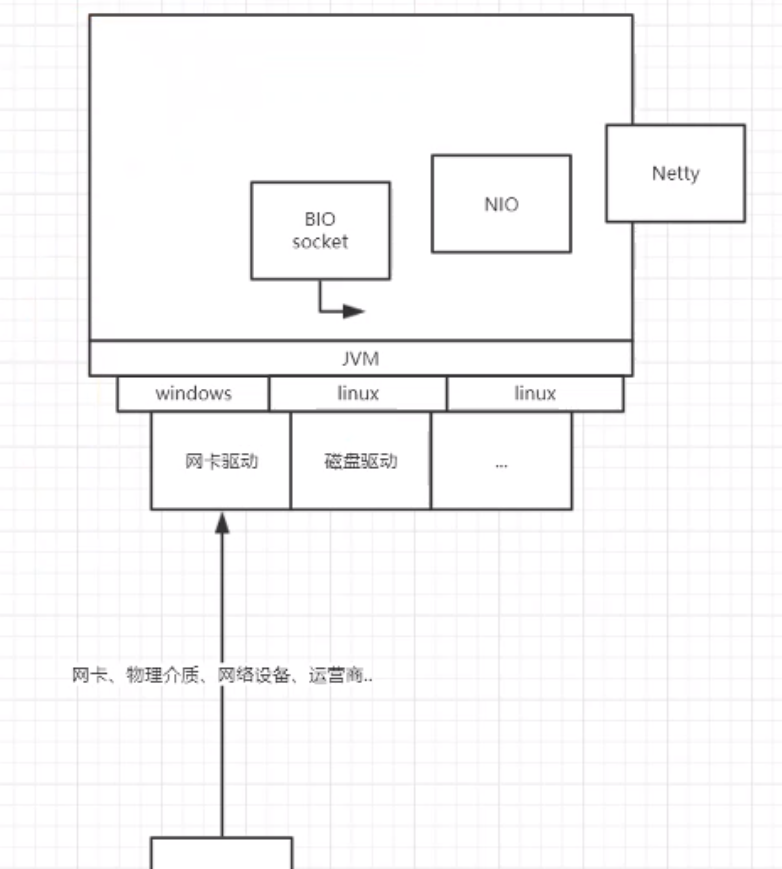 Netty
NIO
BIO
socket
JVM
windows
linux
linux
网卡驱动
磁盘驱动
...
网卡、物理介质、网络设备、运营商..